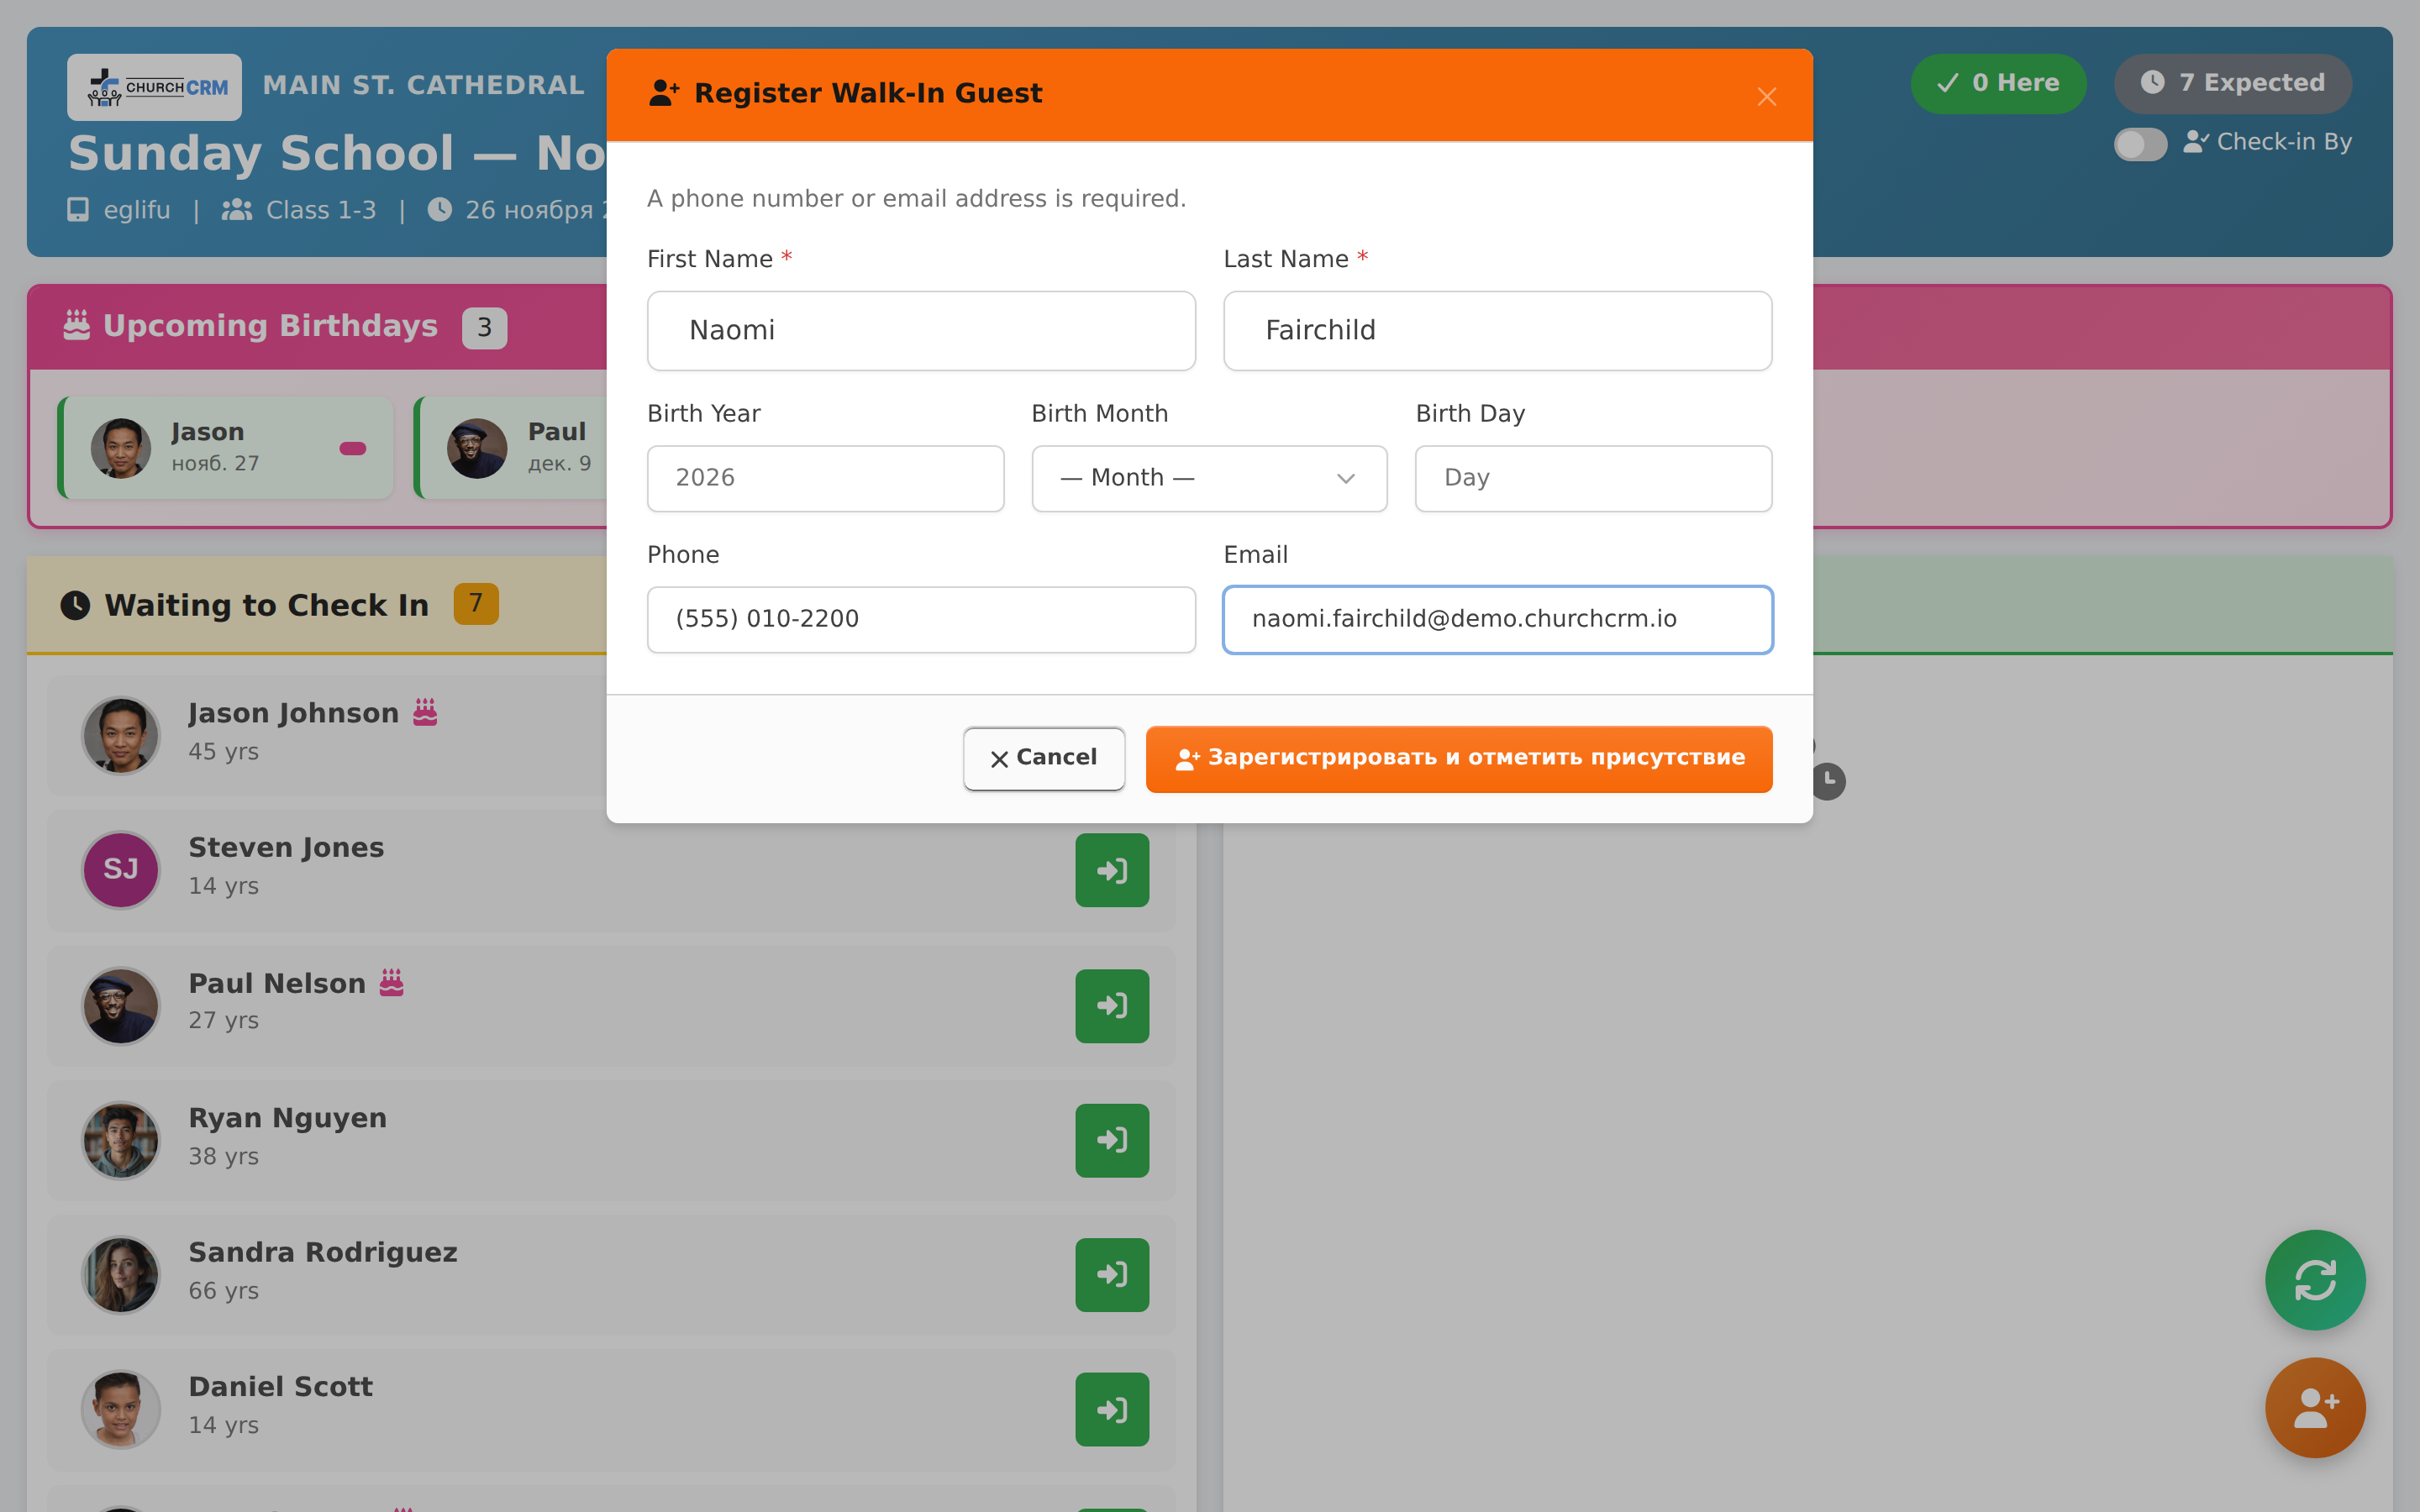 CHURCHCRM
MAIN ST. CATHEDRAL
Sunday School — No
eglifu | Class 1-3 | 26 ноября
0 Here
7 Expected
Check-in By
Upcoming Birthdays 3
Jason
нояб. 27
Paul
дек. 9
Waiting to Check In 7
Jason Johnson
45 yrs
SJ
Steven Jones
14 yrs
Paul Nelson
27 yrs
Ryan Nguyen
38 yrs
Sandra Rodriguez
66 yrs
Daniel Scott
14 yrs
Register Walk-In Guest
A phone number or email address is required.
First Name *
Last Name *
Naomi
Fairchild
Birth Year
Birth Month
Birth Day
2026
— Month —
Day
Phone
Email
(555) 010-2200
naomi.fairchild@demo.churchcrm.io
Cancel
Зарегистрировать и отметить присутствие